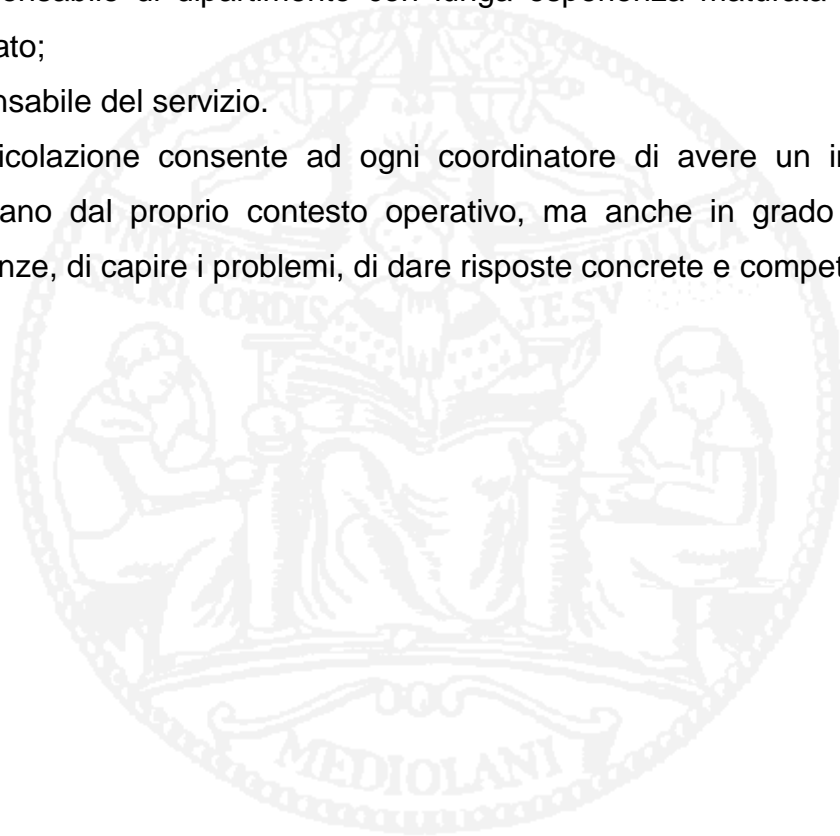 onsabile di dipartimento con lunga esperienza maturata
ato;
nsabile del servizio.
icolazione consente ad ogni coordinatore di avere un i
ano dal proprio contesto operativo, ma anche in grado
nze, di capire i problemi, di dare risposte concrete e compet
CORDIS JESV
MEDIOLANI